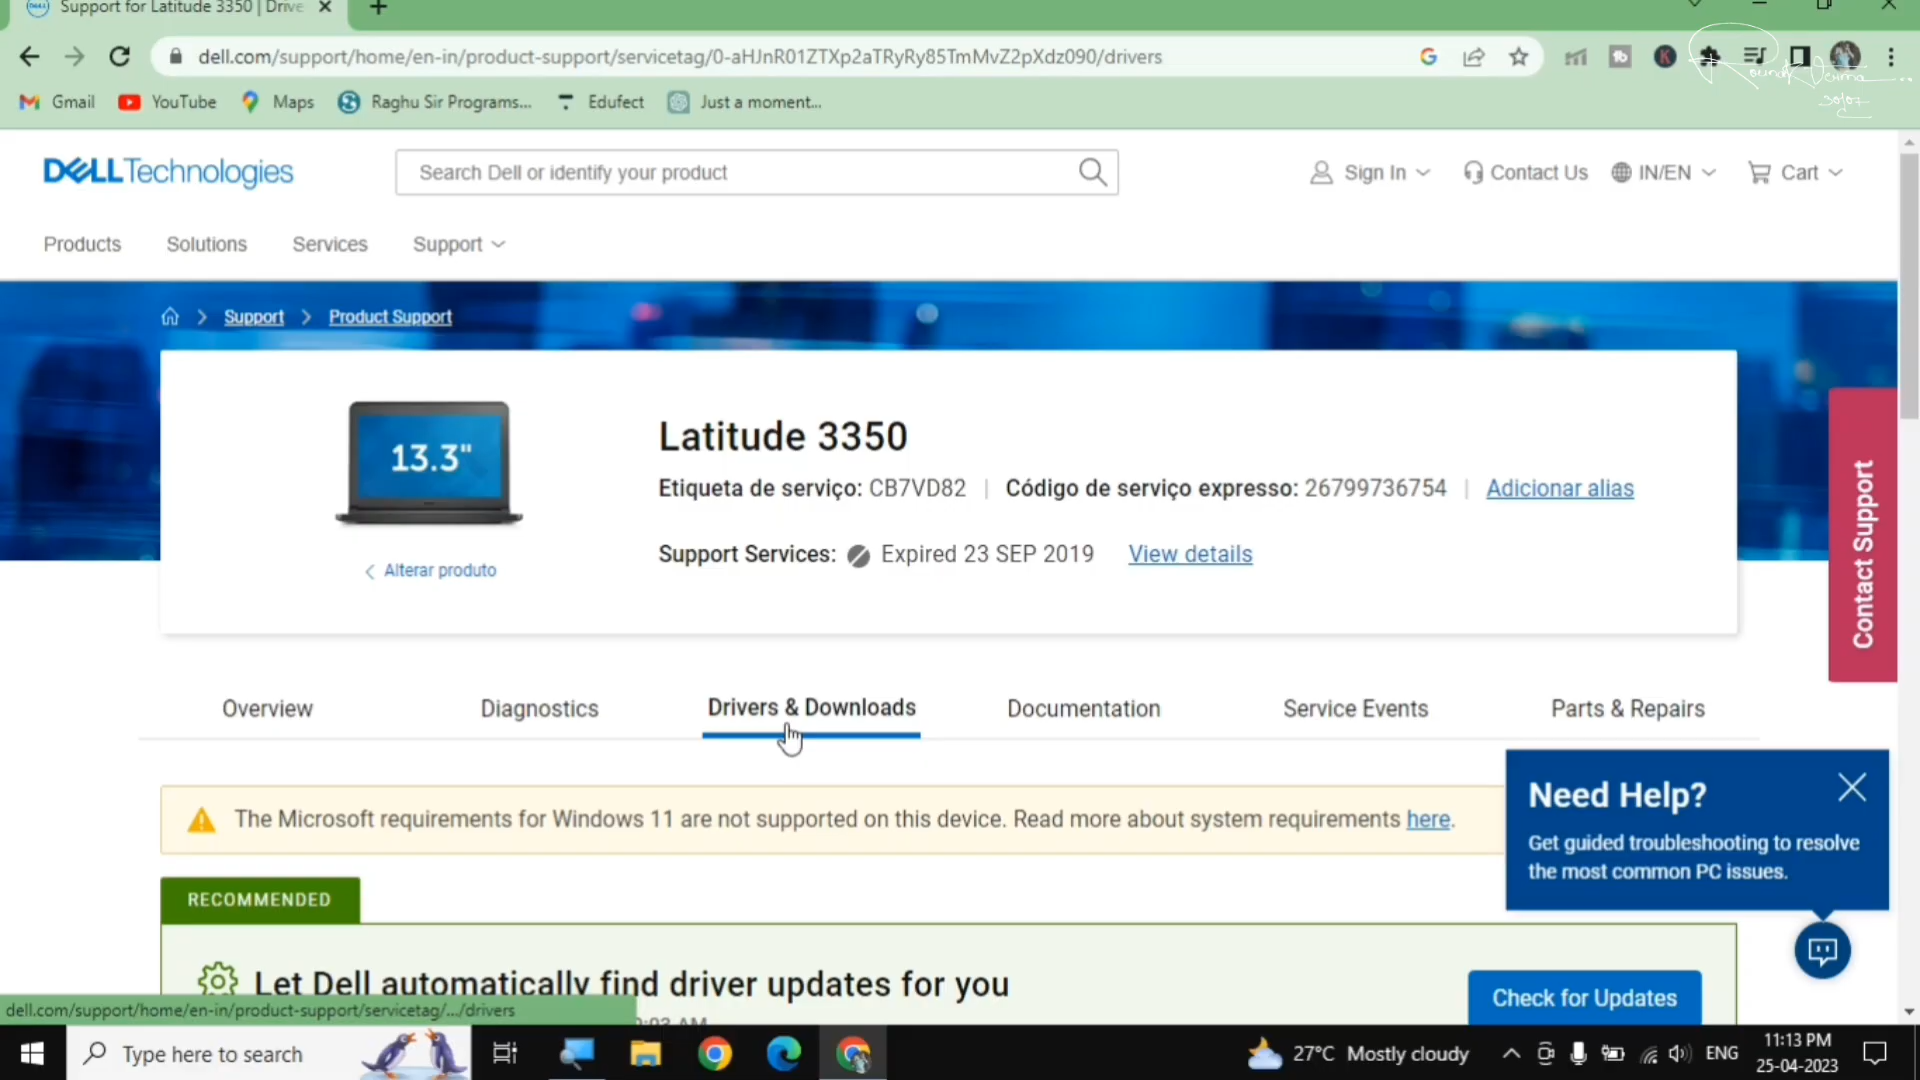 Support for Latitude 3350 | Drive
dell.com/support/home/en-in/product-support/servicetag/0-aHJnR01ZTXp2aTRyRy85TmMvZ2pXdz090/drivers
Gmail YouTube Maps Raghu Sir Programs... Edufect Just a moment...
DELLTechnologies Search Dell or identify your product Sign In Contact Us IN/EN Cart
Products Solutions Services Support
Support Product Support
13.3"
Latitude 3350
Etiqueta de serviço: CB7VD82 | Código de serviço expresso: 26799736754 | Adicionar alias
Support Services: Expired 23 SEP 2019 View details
Alterar produto
Contact Support
Overview Diagnostics Drivers & Downloads Documentation Service Events Parts & Repairs
The Microsoft requirements for Windows 11 are not supported on this device. Read more about system requirements here.
Need Help?
Get guided troubleshooting to resolve
the most common PC issues.
RECOMMENDED
Let Dell automatically find driver updates for you
Check for Updates
dell.com/support/home/en-in/product-support/servicetag/.../drivers
Type here to search 27°C Mostly cloudy ENG 11:13 PM
25-04-2023